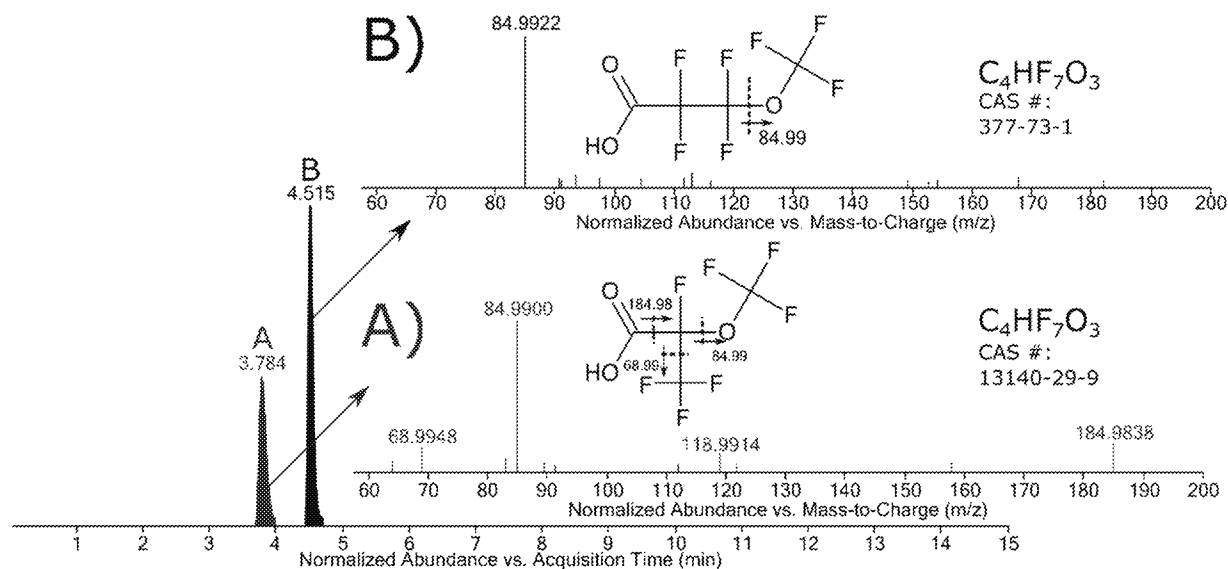 B)
84.9922
O
HO
F
F
F
F
O
F
F
F
84.99
C₄HF₇O₃
CAS #:
377-73-1
60 70 80 90 100 110 120 130 140 150 160 170 180 190 200
Normalized Abundance vs. Mass-to-Charge (m/z)
B
4.515
A)
84.9900
68.9948
118.9914
184.9838
O
HO
184.98
F
O
F
F
F
84.99
68.99
F
F
F
C₄HF₇O₃
CAS #:
13140-29-9
60 70 80 90 100 110 120 130 140 150 160 170 180 190 200
Normalized Abundance vs. Mass-to-Charge (m/z)
A
3.784
1 2 3 4 5 6 7 8 9 10 11 12 13 14 15
Normalized Abundance vs. Acquisition Time (min)